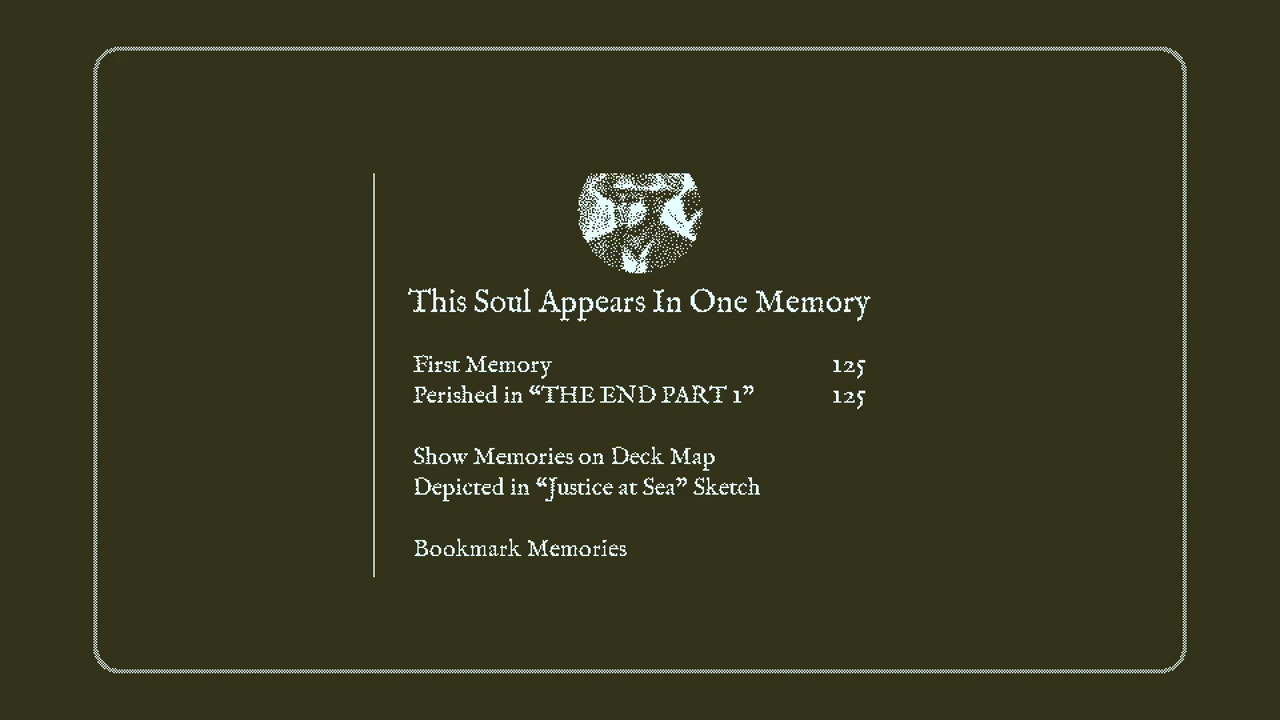 This Soul Appears In One Memory
First Memory 125
Perished in “THE END PART 1” 125
Show Memories on Deck Map
Depicted in “Justice at Sea” Sketch
Bookmark Memories